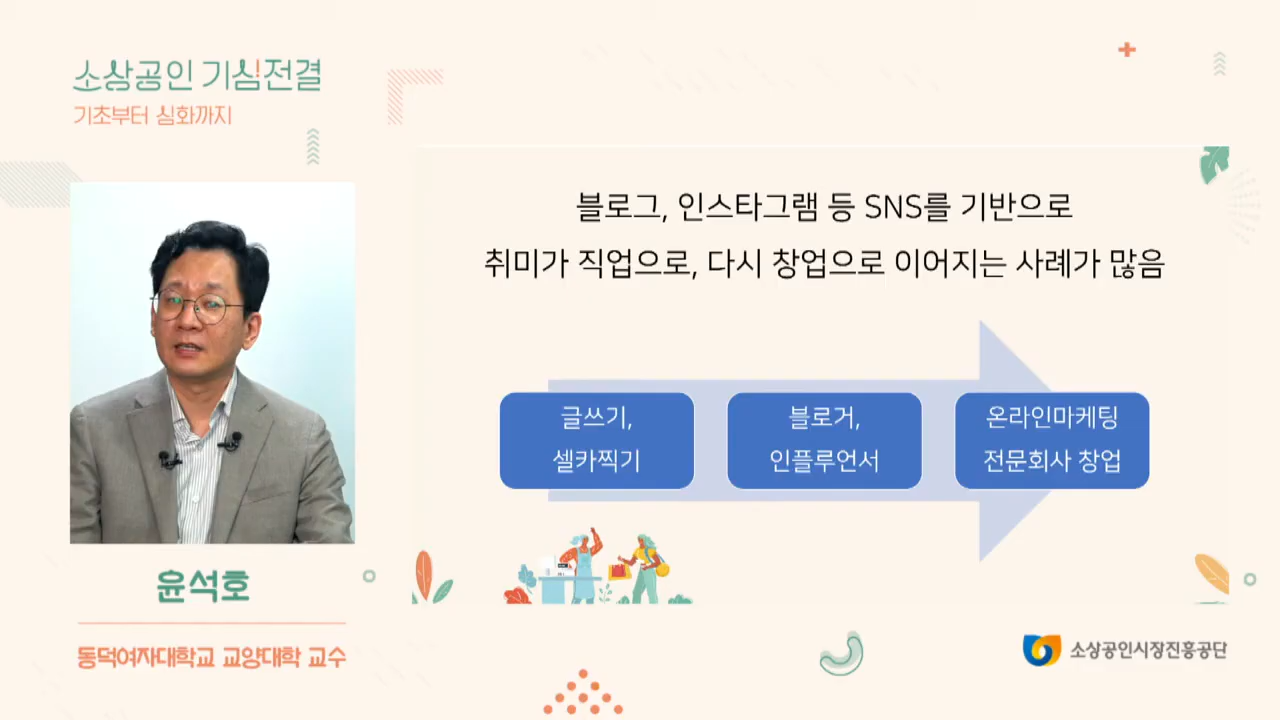 소상공인 기심!전결
기초부터 심화까지
블로그, 인스타그램 등 SNS를 기반으로
취미가 직업으로, 다시 창업으로 이어지는 사례가 많음
글쓰기,
셀카찍기
블로거,
인플루언서
온라인마케팅
전문회사 창업
윤석호
동덕여자대학교 교양대학 교수
소상공인시장진흥공단